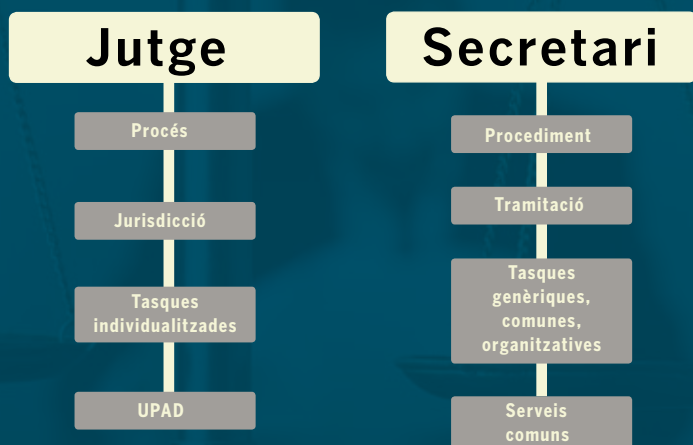 Jutge
Procés
Jurisdicció
Tasques
individualitzades
UPAD
Secretari
Procediment
Tramitació
Tasques
genèriques,
comunes,
organitzatives
Serveis
comuns